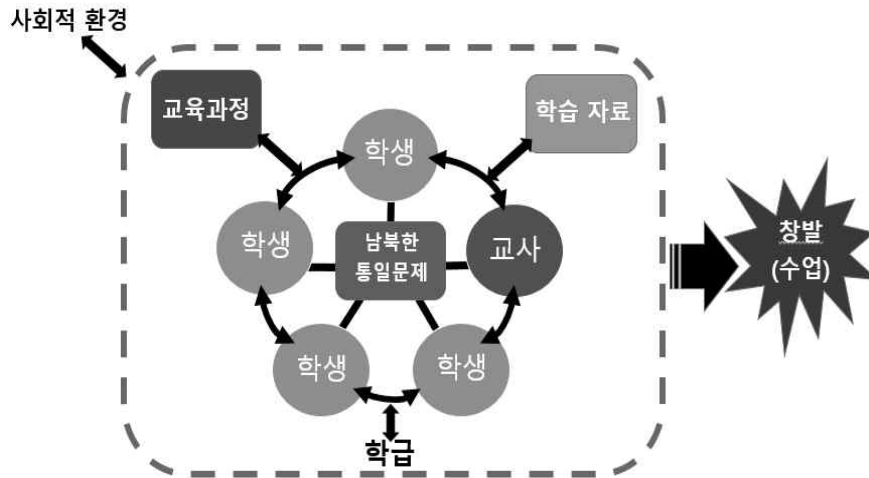 사회적 환경
교육과정
학습 자료
학생
학생
남북한
통일문제
교사
학생
학생
학급
창발
(수업)